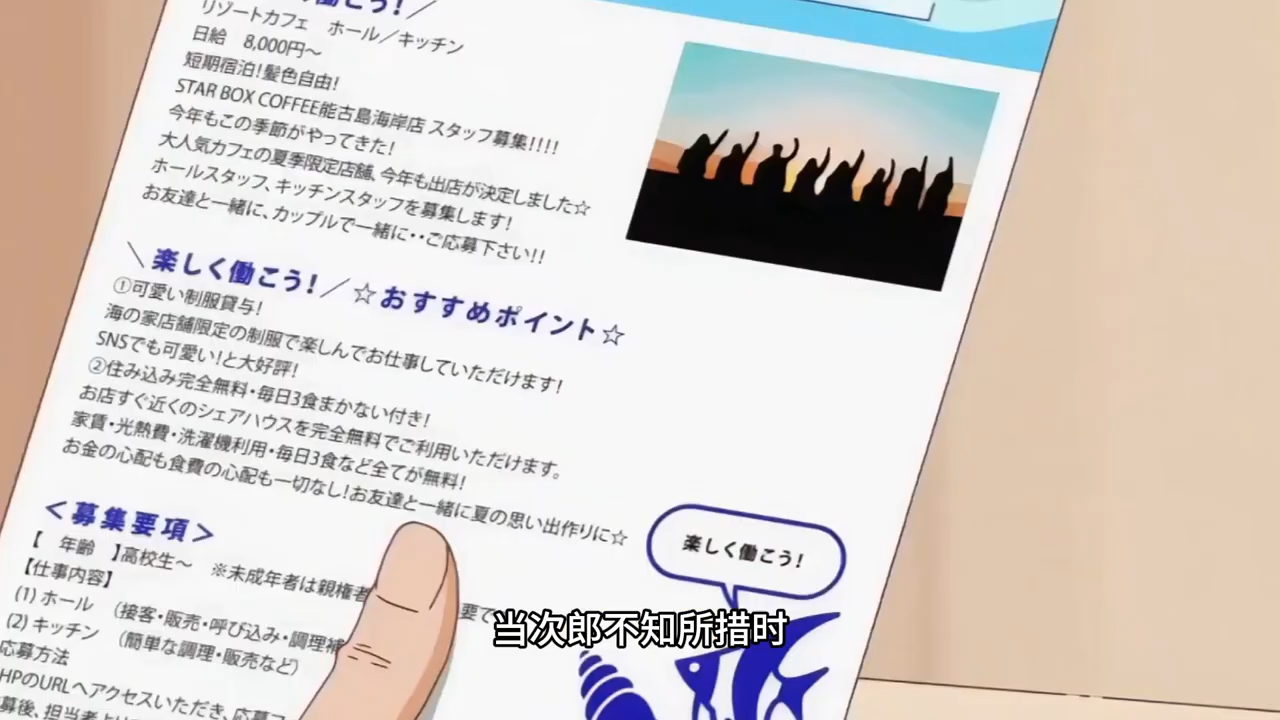 働こう!／
リゾートカフェ ホール／キッチン
日給 8,000円～
短期宿泊!髪色自由!
STAR BOX COFFEE能古島海岸店 スタッフ募集!!!!
今年もこの季節がやってきた!
大人気カフェの夏季限定店舗、今年も出店が決定しました☆
ホールスタッフ、キッチンスタッフを募集します!
お友達と一緒に、カップルで一緒に・・ご応募下さい!!
＼楽しく働こう!／☆おすすめポイント☆
①可愛い制服貸与!
海の家店舗限定の制服で楽しんでお仕事していただけます!
SNSでも可愛い!と大好評!
②住み込み完全無料・毎日3食まかない付き!
お店すぐ近くのシェアハウスを完全無料でご利用いただけます。
家賃・光熱費・洗濯機利用・毎日3食など全てが無料!
お金の心配も食費の心配も一切なし!お友達と一緒に夏の思い出作りに☆
＜募集要項＞
【 年齢 】高校生～ ※未成年者は親権者 要で
【仕事内容】
(1) ホール （接客・販売・呼び込み・調理補
(2) キッチン （簡単な調理・販売など）
応募方法
HPのURLへアクセスいただき、応募フ
募後、担当者より
楽しく働こう!
当次郎不知所措时